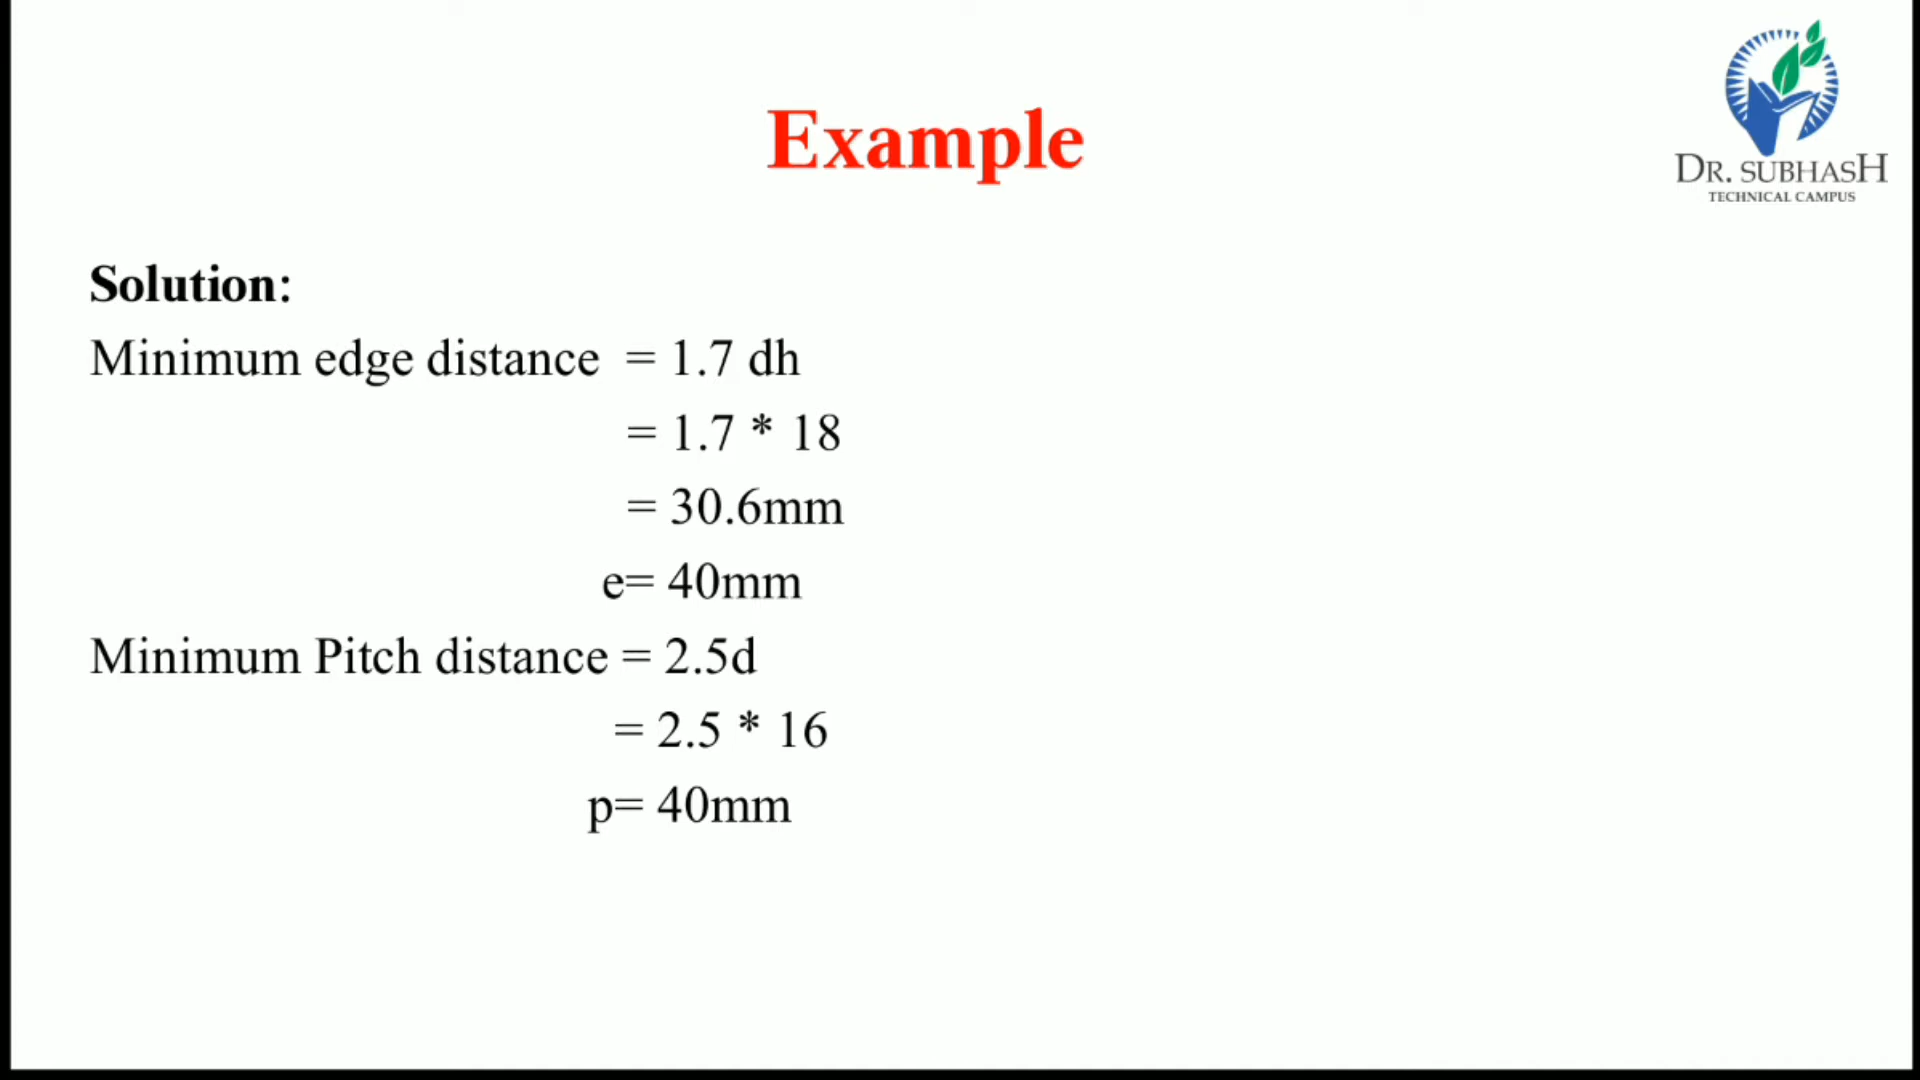 DR. SUBHASH
TECHNICAL CAMPUS
Example
Solution:
Minimum edge distance = 1.7 dh
= 1.7 * 18
= 30.6mm
e= 40mm
Minimum Pitch distance = 2.5d
= 2.5 * 16
p= 40mm